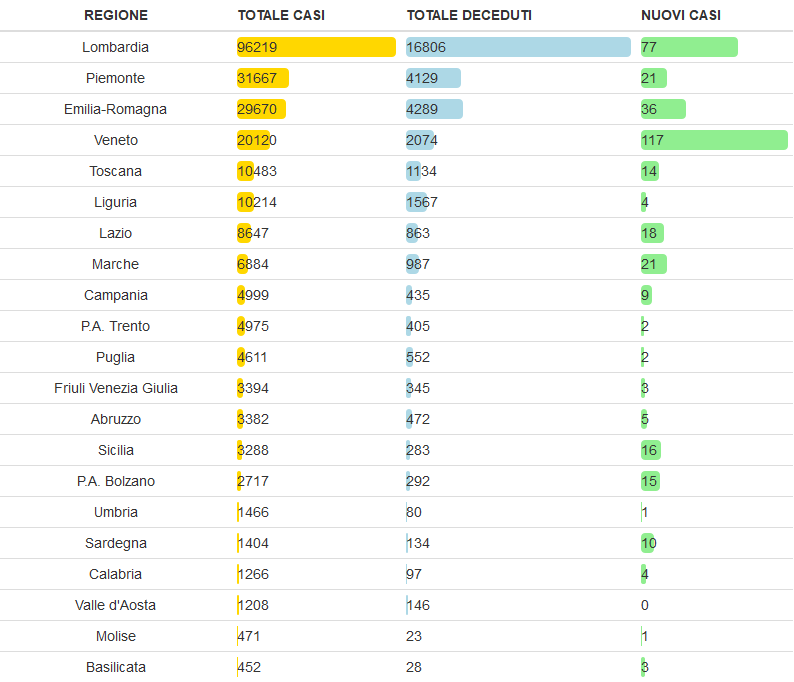 REGIONE TOTALE CASI TOTALE DECEDUTI NUOVI CASI
Lombardia 96219 16806 77
Piemonte 31667 4129 21
Emilia-Romagna 29670 4289 36
Veneto 20120 2074 117
Toscana 10483 1134 14
Liguria 10214 1567 4
Lazio 8647 863 18
Marche 6884 987 21
Campania 4999 435 9
P.A. Trento 4975 405 2
Puglia 4611 552 2
Friuli Venezia Giulia 3394 345 3
Abruzzo 3382 472 5
Sicilia 3288 283 16
P.A. Bolzano 2717 292 15
Umbria 1466 80 1
Sardegna 1404 134 10
Calabria 1266 97 4
Valle d'Aosta 1208 146 0
Molise 471 23 1
Basilicata 452 28 3